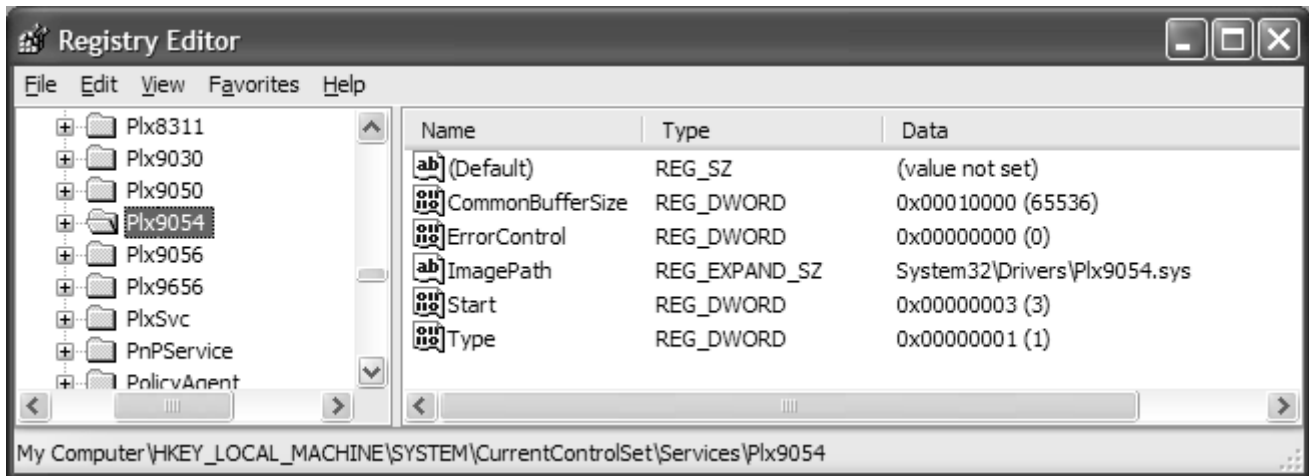 Registry Editor
File Edit View Favorites Help
Plx8311
Plx9030
Plx9050
Plx9054
Plx9056
Plx9656
PlxSvc
PnPService
PolicyAgent
Name Type Data
(Default) REG_SZ (value not set)
CommonBufferSize REG_DWORD 0x00010000 (65536)
ErrorControl REG_DWORD 0x00000000 (0)
ImagePath REG_EXPAND_SZ System32\Drivers\Plx9054.sys
Start REG_DWORD 0x00000003 (3)
Type REG_DWORD 0x00000001 (1)
My Computer\HKEY_LOCAL_MACHINE\SYSTEM\CurrentControlSet\Services\Plx9054